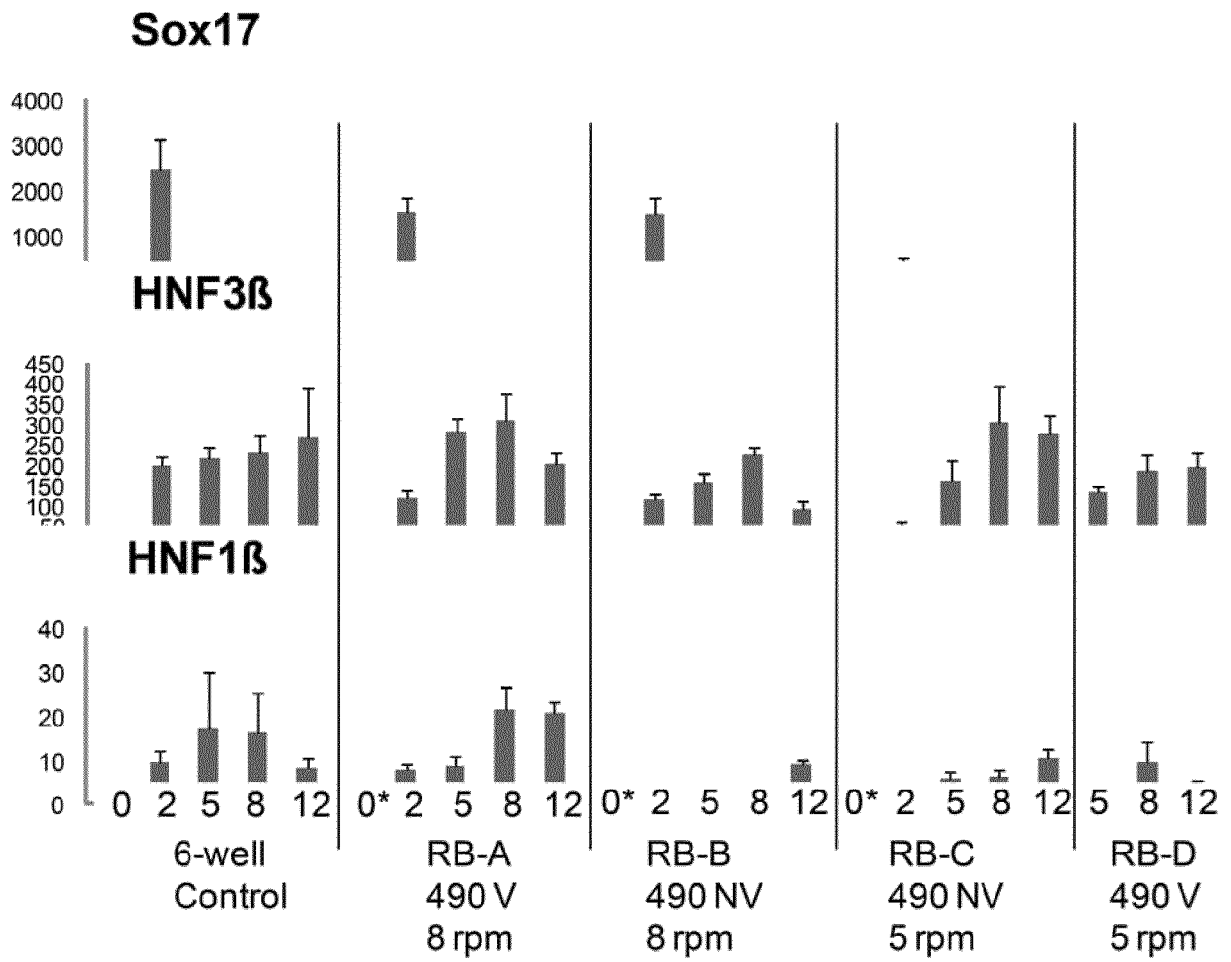 Sox17
4000
3000
2000
1000
HNF3ß
450
400
350
300
250
200
150
100
50
HNF1ß
40
30
20
10
0
0 2 5 8 12 0* 2 5 8 12 0* 2 5 8 12 0* 2 5 8 12 5 8 12
6-well RB-A RB-B RB-C RB-D
Control 490 V 490 NV 490 NV 490 V
8 rpm 8 rpm 5 rpm 5 rpm